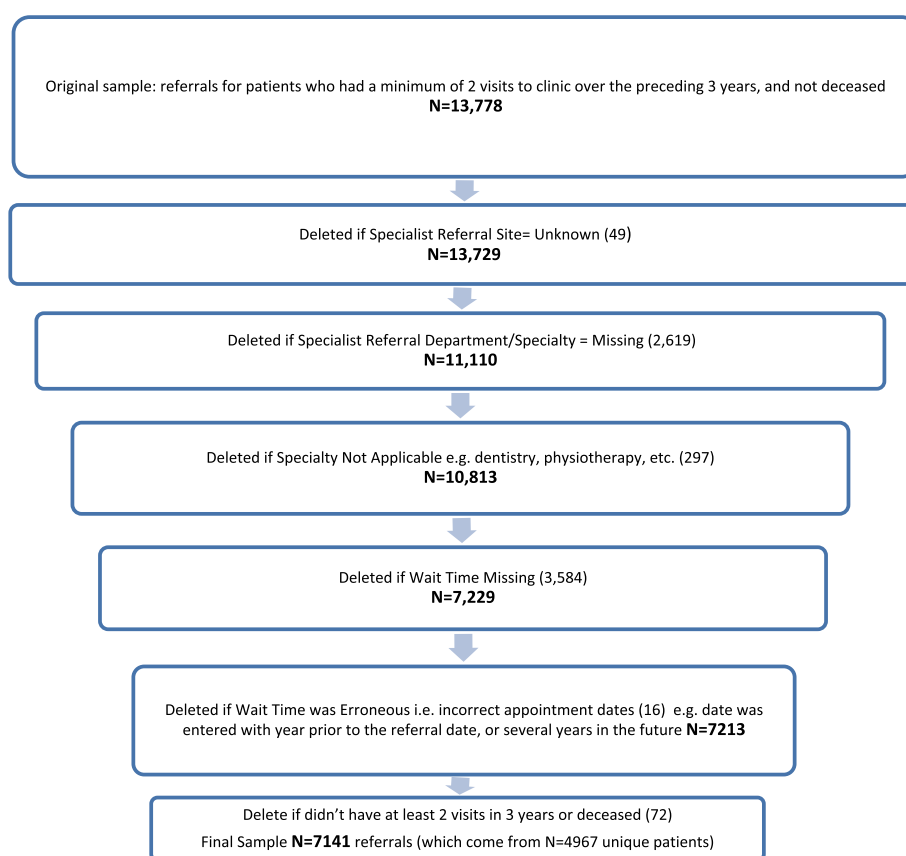 Original sample: referrals for patients who had a minimum of 2 visits to clinic over the preceding 3 years, and not deceased
N=13,778
Deleted if Specialist Referral Site= Unknown (49)
N=13,729
Deleted if Specialist Referral Department/Specialty = Missing (2,619)
N=11,110
Deleted if Specialty Not Applicable e.g. dentistry, physiotherapy, etc. (297)
N=10,813
Deleted if Wait Time Missing (3,584)
N=7,229
Deleted if Wait Time was Erroneous i.e. incorrect appointment dates (16)  e.g. date was
entered with year prior to the referral date, or several years in the future N=7213
Delete if didn’t have at least 2 visits in 3 years or deceased (72)
Final Sample N=7141 referrals (which come from N=4967 unique patients)